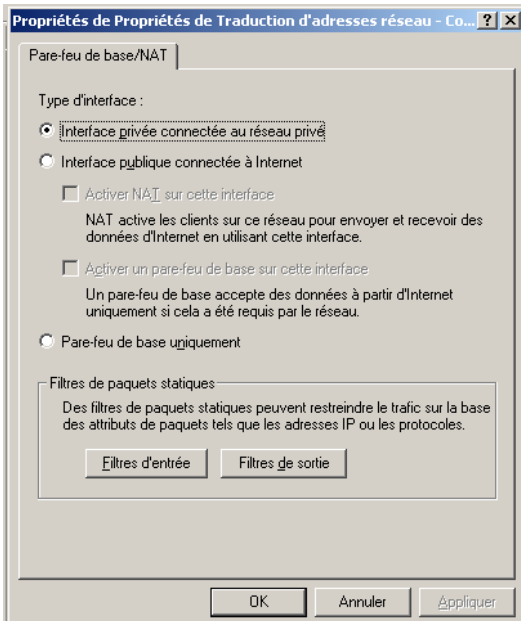 Propriétés de Propriétés de Traduction d'adresses réseau - Co...
Pare-feu de base/NAT
Type d'interface :
Interface privée connectée au réseau privé
Interface publique connectée à Internet
Activer NAT sur cette interface
NAT active les clients sur ce réseau pour envoyer et recevoir des
données d'Internet en utilisant cette interface.
Activer un pare-feu de base sur cette interface
Un pare-feu de base accepte des données à partir d'Internet
uniquement si cela a été requis par le réseau.
Pare-feu de base uniquement
Filtres de paquets statiques
Des filtres de paquets statiques peuvent restreindre le trafic sur la base
des attributs de paquets tels que les adresses IP ou les protocoles.
Filtres d'entrée Filtres de sortie
OK Annuler Appliquer